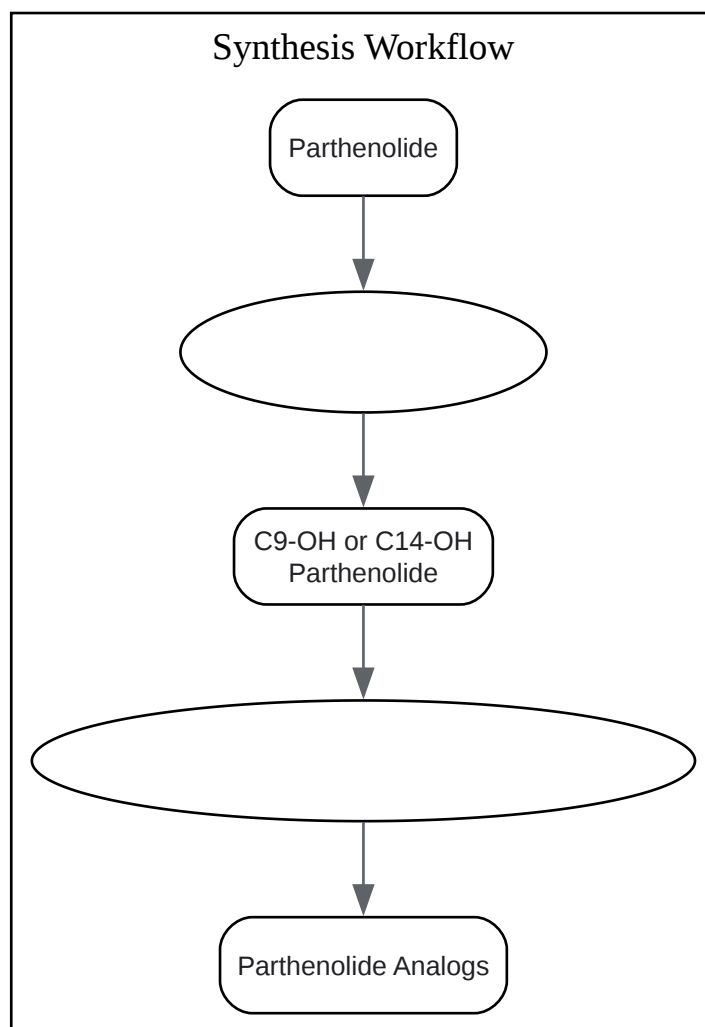 Synthesis Workflow
Parthenolide
C9-OH or C14-OH
Parthenolide
Parthenolide Analogs